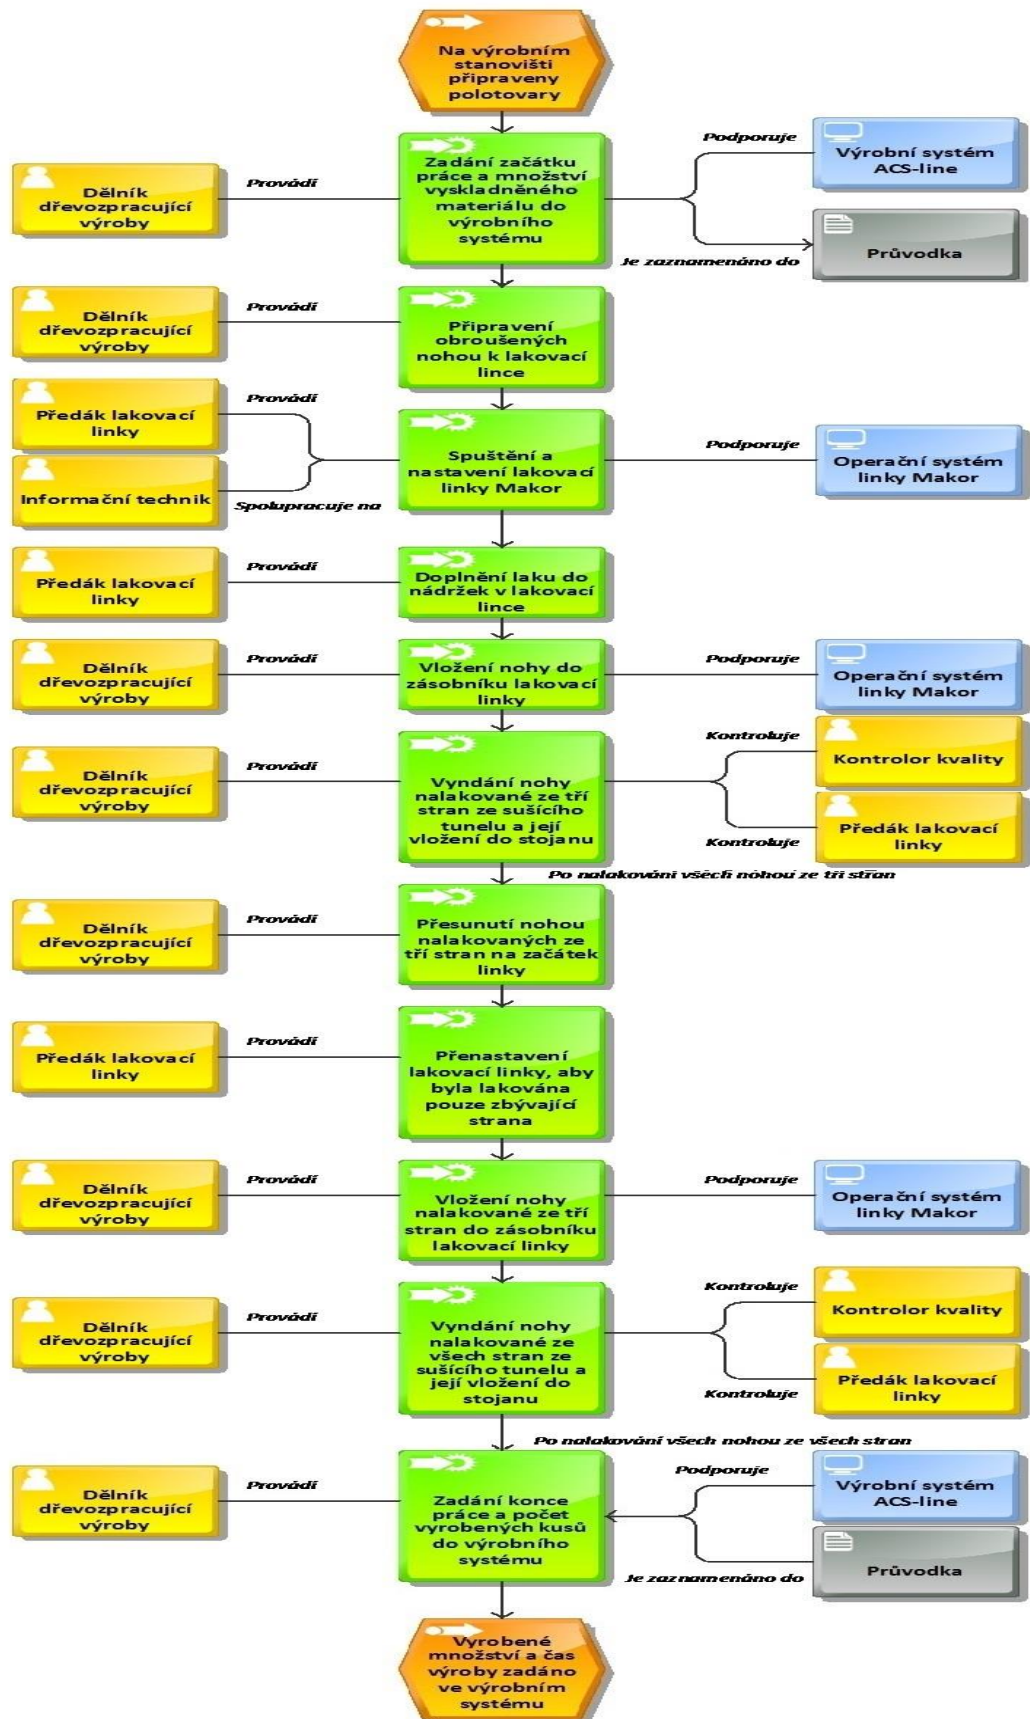 Na výrobním
stanovišti
připraveny
polotovary
Dělník
dřevozpracující
výroby
Provádí
Zadání začátku
práce a množství
vyskladněného
materiálu do
výrobního
systému
Podporuje
Výrobní systém
ACS-line
Je zaznamenáno do
Průvodka
Dělník
dřevozpracující
výroby
Provádí
Připravení
obroušených
nohou k lakovací
lince
Předák lakovací
linky
Provádí
Informační technik
Spolupracuje na
Spuštění a
nastavení lakovací
linky Makor
Podporuje
Operační systém
linky Makor
Předák lakovací
linky
Provádí
Doplnění laku do
nádržek v lakovací
lince
Dělník
dřevozpracující
výroby
Provádí
Vložení nohy do
zásobníku lakovací
linky
Podporuje
Operační systém
linky Makor
Dělník
dřevozpracující
výroby
Provádí
Vyndání nohy
nalakované ze tří
stran ze sušícího
tunelu a její
vložení do stojanu
Kontroluje
Kontrolor kvality
Kontroluje
Předák lakovací
linky
Po nalakování všech nohou ze tří stran
Dělník
dřevozpracující
výroby
Provádí
Přesunutí nohou
nalakovaných ze
tří stran na začátek
linky
Předák lakovací
linky
Provádí
Přenastavení
lakovací linky, aby
byla lakována
pouze zbývající
strana
Dělník
dřevozpracující
výroby
Provádí
Vložení nohy
nalakované ze tří
stran do zásobníku
lakovací linky
Podporuje
Operační systém
linky Makor
Dělník
dřevozpracující
výroby
Provádí
Vyndání nohy
nalakované ze
všech stran ze
sušícího tunelu a
její vložení do
stojanu
Kontroluje
Kontrolor kvality
Kontroluje
Předák lakovací
linky
Po nalakování všech nohou ze všech stran
Dělník
dřevozpracující
výroby
Provádí
Zadání konce
práce a počet
vyrobených kusů
do výrobního
systému
Podporuje
Výrobní systém
ACS-line
Je zaznamenáno do
Průvodka
Vyrobené
množství a čas
výroby zadáno
ve výrobním
systému